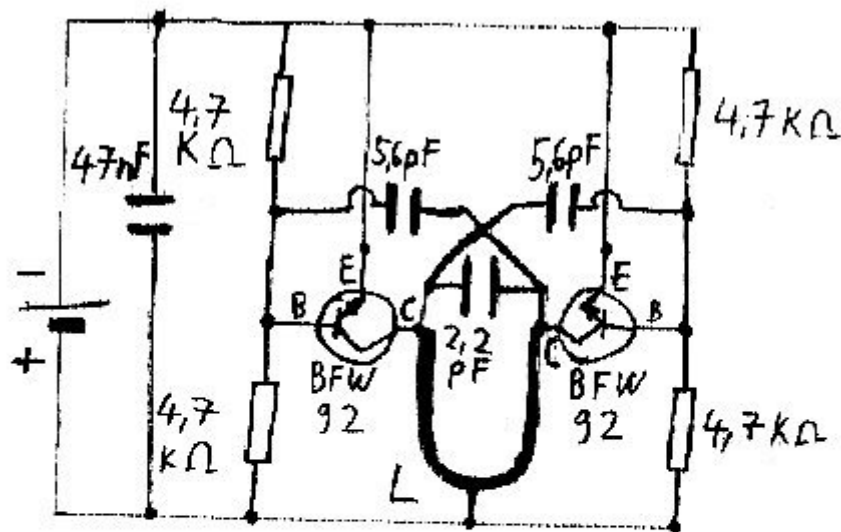 4,7
KΩ
47nF
5,6pF
5,6pF
4,7KΩ
−
+
E
B
C
2,2
pF
BFW
92
E
B
C
BFW
92
4,7
KΩ
4,7KΩ
L